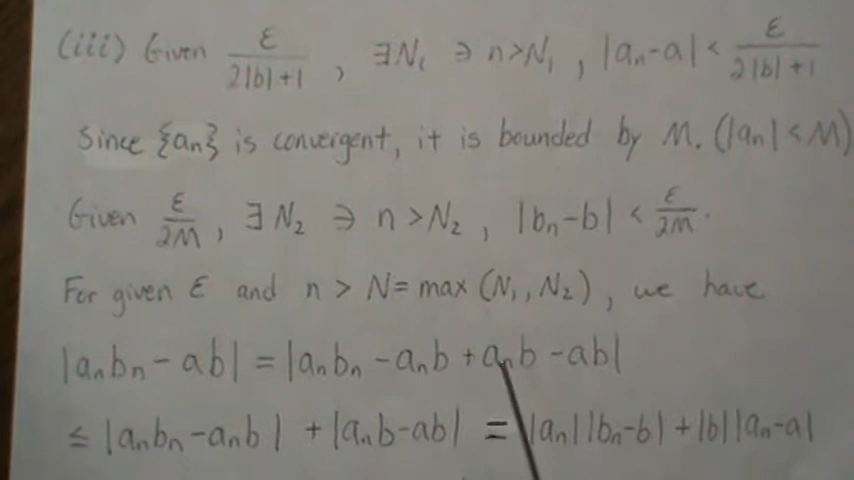 (iii) Given ε/(2|b|+1), ∃N₁ ∋ n>N₁, |aₙ-a| < ε/(2|b|+1)
Since {aₙ} is convergent, it is bounded by M. (|aₙ|<M)
Given ε/2M, ∃N₂ ∋ n>N₂, |bₙ-b| < ε/2M.
For given ε and n > N = max(N₁, N₂), we have
|aₙbₙ - ab| = |aₙbₙ - aₙb + aₙb - ab|
≤ |aₙbₙ-aₙb| + |aₙb-ab| = |aₙ||bₙ-b| + |b||aₙ-a|